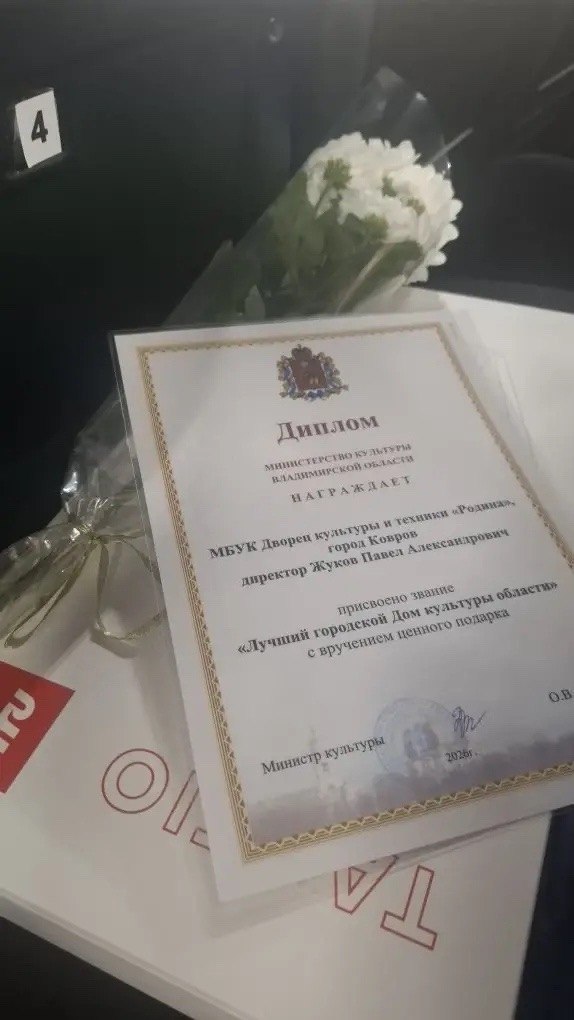 4
Диплом
МИНИСТЕРСТВО КУЛЬТУРЫ
ВЛАДИМИРСКОЙ ОБЛАСТИ
НАГРАЖДАЕТ
МБУК Дворец культуры и техники «Родина»,
город Ковров
директор Жуков Павел Александрович
присвоено звание
«Лучший городской Дом культуры области»
с вручением ценного подарка
Министр культуры
О.В.
2026г.